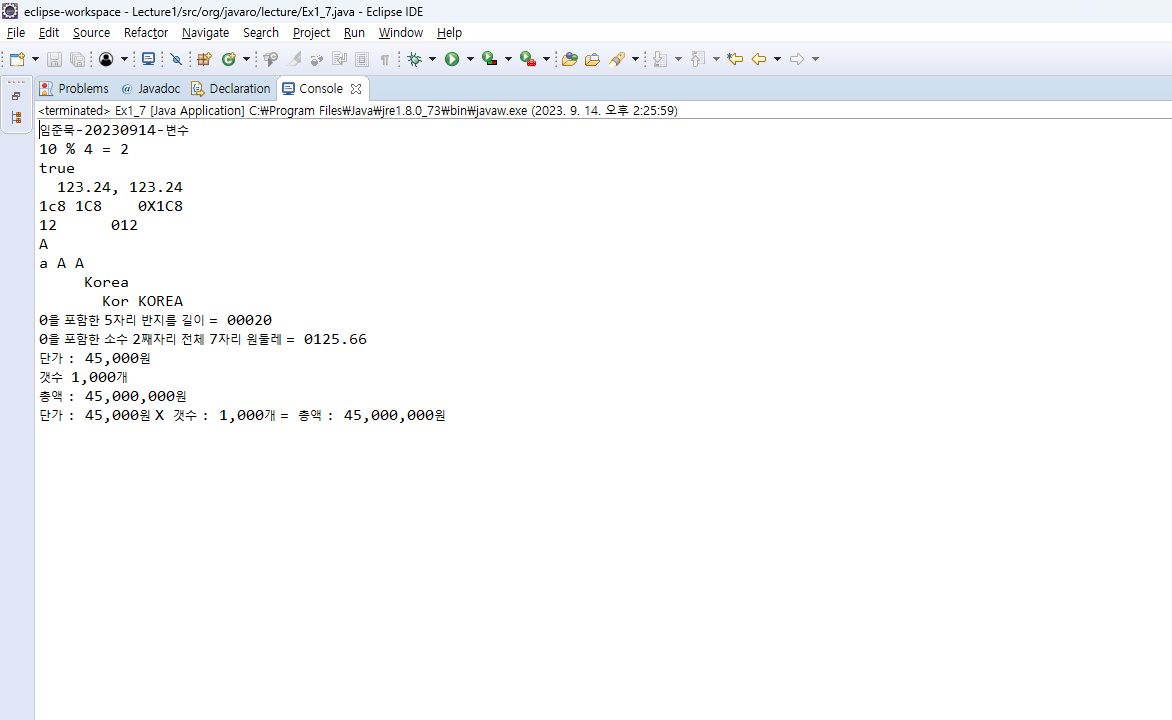 eclipse-workspace - Lecture1/src/org/javaro/lecture/Ex1_7.java - Eclipse IDE
File Edit Source Refactor Navigate Search Project Run Window Help
Problems @ Javadoc Declaration Console
<terminated> Ex1_7 [Java Application] C:₩Program Files₩Java₩jre1.8.0_73₩bin₩javaw.exe (2023. 9. 14. 오후 2:25:59)
임준묵-20230914-변수
10 % 4 = 2
true
  123.24, 123.24
1c8 1C8    0X1C8
12      012
A
a A A
     Korea
       Kor KOREA
0을 포함한 5자리 반지름 길이 = 00020
0을 포함한 소수 2째자리 전체 7자리 원둘레 = 0125.66
단가 : 45,000원
갯수 1,000개
총액 : 45,000,000원
단가 : 45,000원 X 갯수 : 1,000개 = 총액 : 45,000,000원